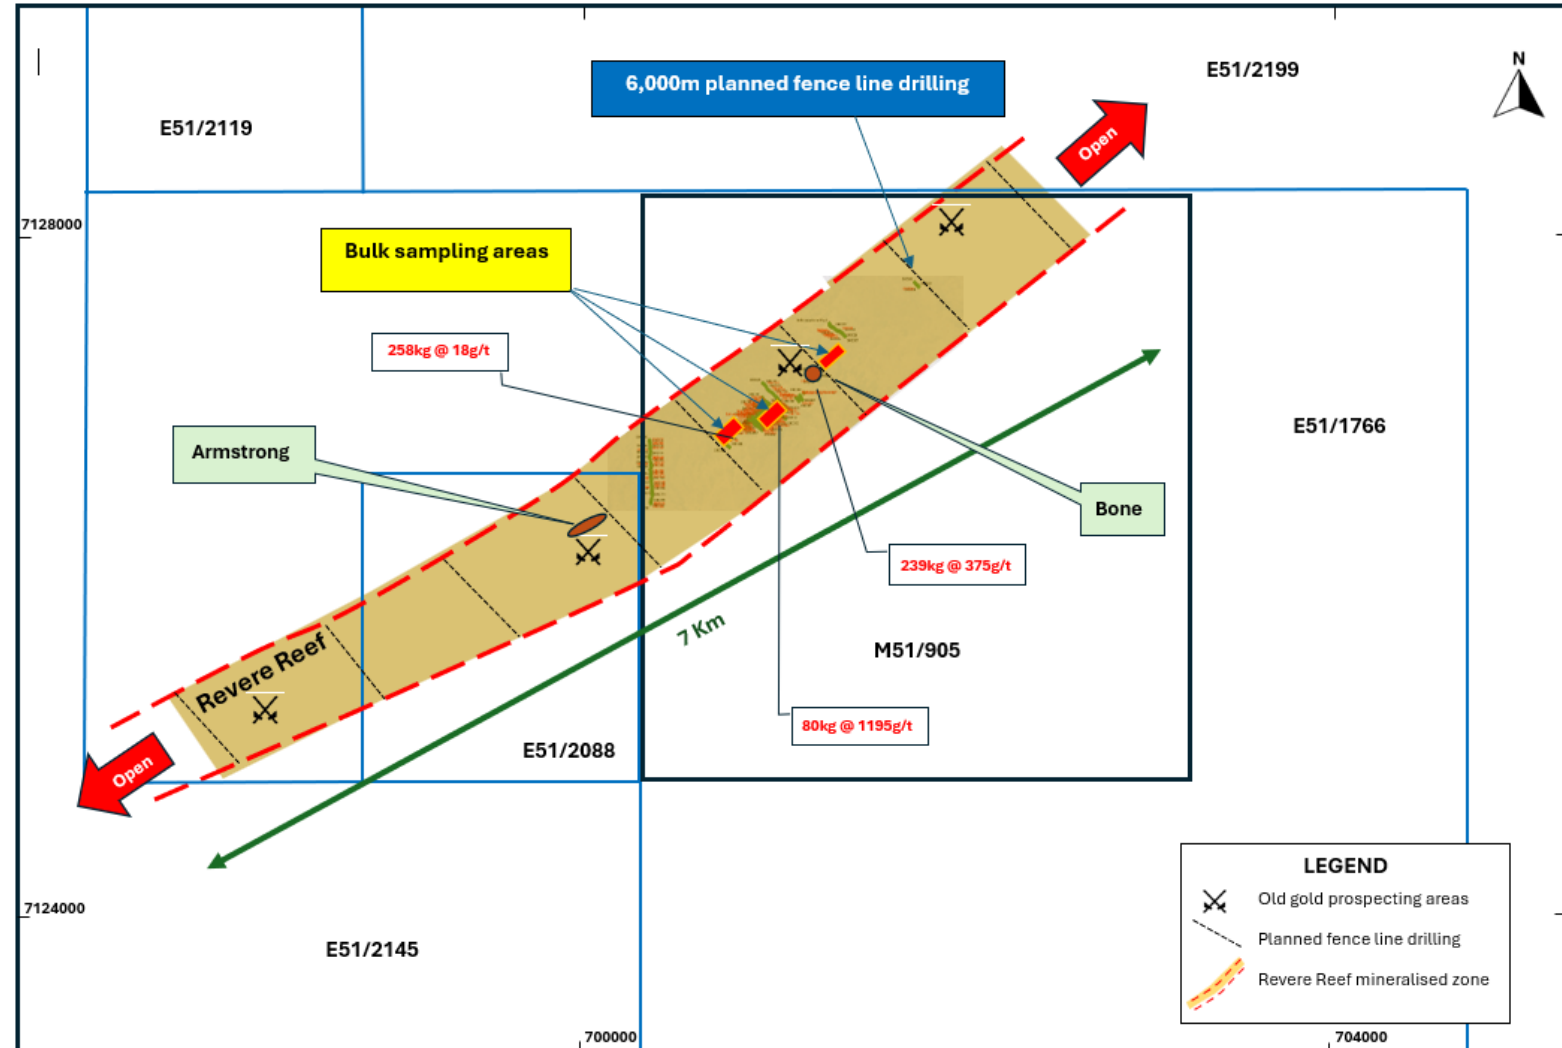 E51/2199
N
6,000m planned fence line drilling
E51/2119
Open
7128000
Bulk sampling areas
258kg @ 18g/t
E51/1766
Armstrong
Bone
239kg @ 375g/t
7 Km
M51/905
Revere Reef
80kg @ 1195g/t
E51/2088
Open
LEGEND
Old gold prospecting areas
Planned fence line drilling
Revere Reef mineralised zone
7124000
E51/2145
700000
704000